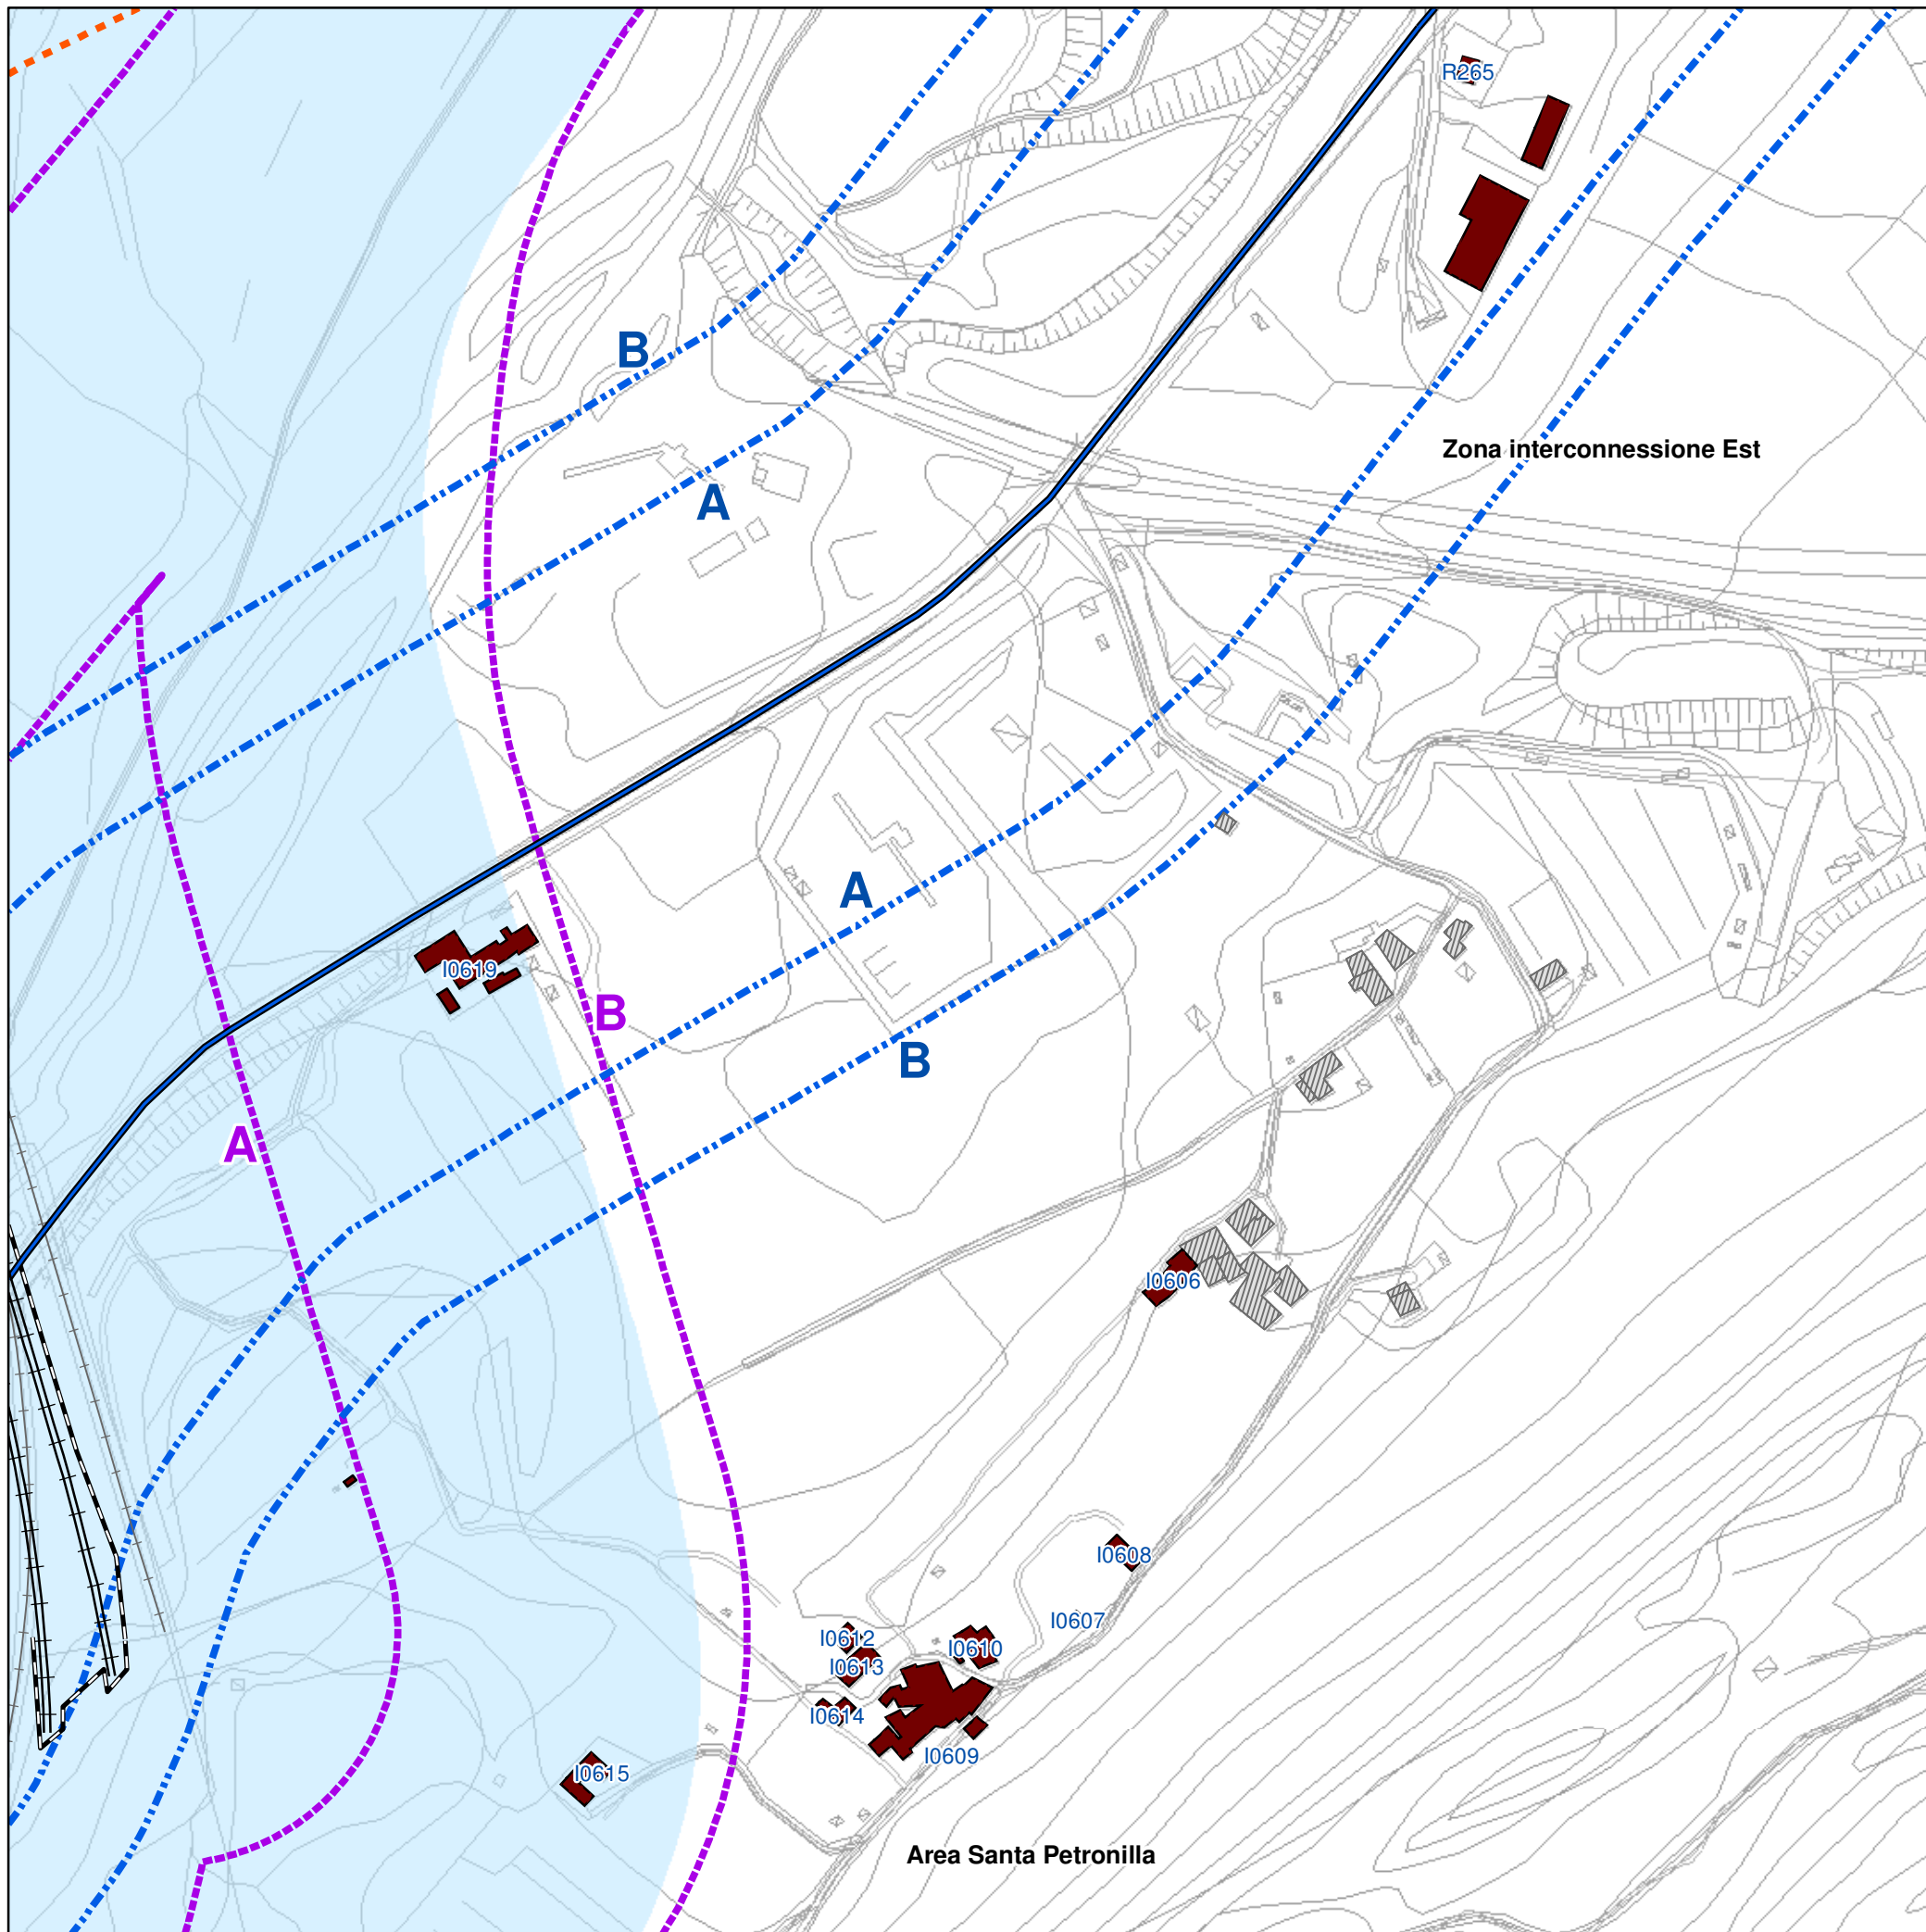 R265
B
Zona interconnessione Est
A
A
I0619
B
B
A
I0606
I0608
I0607
I0612
I0610
I0613
I0614
I0609
I0615
Area Santa Petronilla